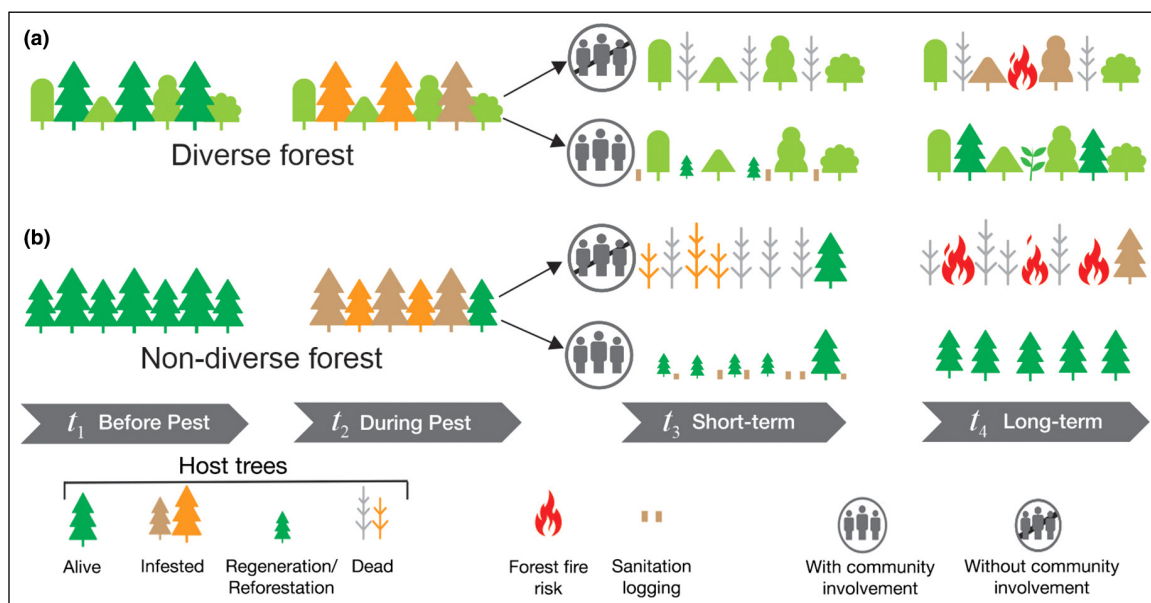 (a)
Diverse forest
(b)
Non-diverse forest
t1 Before Pest
t2 During Pest
t3 Short-term
t4 Long-term
Host trees
Alive
Infested
Regeneration/
Reforestation
Dead
Forest fire
risk
Sanitation
logging
With community
involvement
Without community
involvement